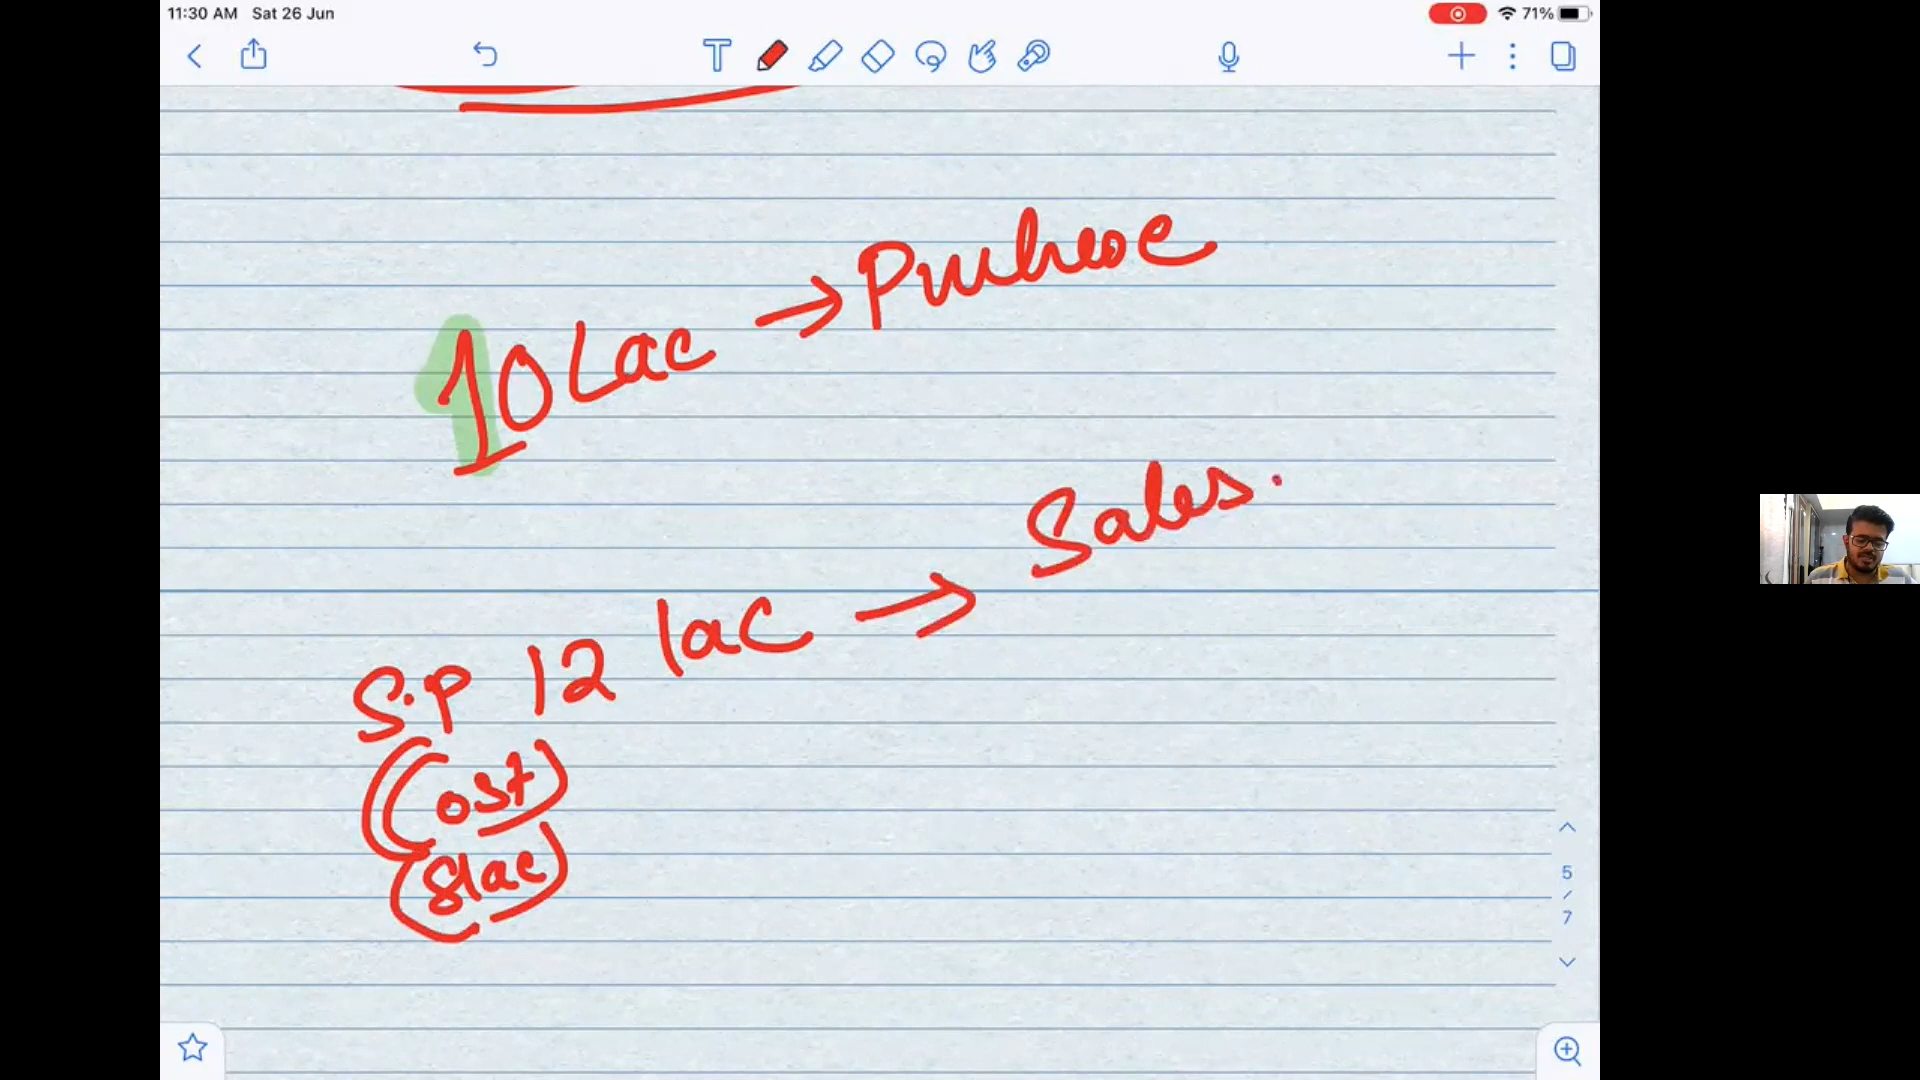 11:30 AM Sat 26 Jun
71%
T
10 Lac → Purchase
S.P 12 lac → Sales.
(Cost)
(8lac)
5
/
7